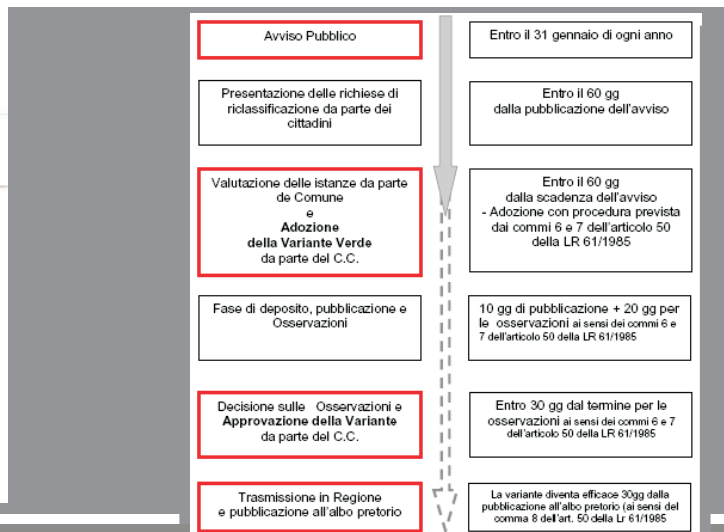 Avviso Pubblico
Entro il 31 gennaio di ogni anno
Presentazione delle richiese di
riclassificazione da parte dei
cittadini
Entro il 60 gg
dalla pubblicazione dell'avviso
Valutazione delle istanze da parte
de Comune
e
Adozione
della Variante Verde
da parte del C.C.
Entro il 60 gg
dalla scadenza dell'avviso
- Adozione con procedura prevista
dai commi 6 e 7 dell'articolo 50
della LR 61/1985
Fase di deposito, pubblicazione e
Osservazioni
10 gg di pubblicazione + 20 gg per
le osservazioni ai sensi dei commi 6 e
7 dell'articolo 50 della LR 61/1985
Decisione sulle Osservazioni e
Approvazione della Variante
da parte del C.C.
Entro 30 gg dal termine per le
osservazioni ai sensi dei commi 6 e 7
dell'articolo 50 della LR 61/1985
Trasmissione in Regione
e pubblicazione all'albo pretorio
La variante diventa efficace 30gg dalla
pubblicazione all'albo pretorio (ai sensi del
comma 8 dell'art. 50 della Lr 61/1985